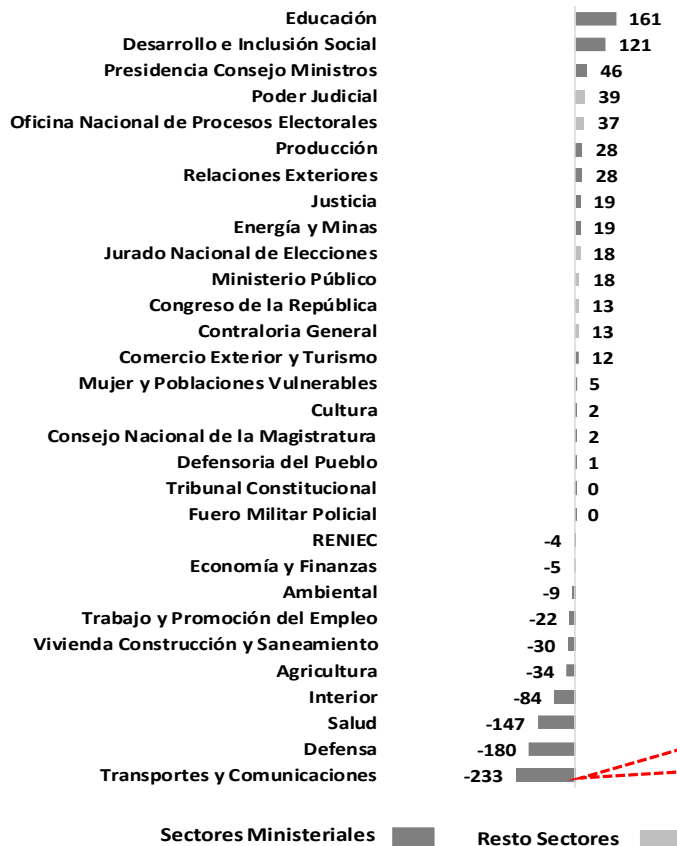 Educación 161
Desarrollo e Inclusión Social 121
Presidencia Consejo Ministros 46
Poder Judicial 39
Oficina Nacional de Procesos Electorales 37
Producción 28
Relaciones Exteriores 28
Justicia 19
Energía y Minas 19
Jurado Nacional de Elecciones 18
Ministerio Público 18
Congreso de la República 13
Contraloria General 13
Comercio Exterior y Turismo 12
Mujer y Poblaciones Vulnerables 5
Cultura 2
Consejo Nacional de la Magistratura 2
Defensoria del Pueblo 1
Tribunal Constitucional 0
Fuero Militar Policial 0
RENIEC -4
Economía y Finanzas -5
Ambiental -9
Trabajo y Promoción del Empleo -22
Vivienda Construcción y Saneamiento -30
Agricultura -34
Interior -84
Salud -147
Defensa -180
Transportes y Comunicaciones -233
Sectores Ministeriales Resto Sectores